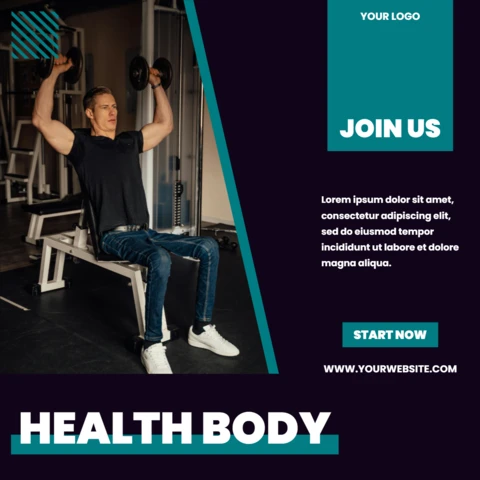 YOUR LOGO
JOIN US
Lorem ipsum dolor sit amet,
consectetur adipiscing elit,
sed do eiusmod tempor
incididunt ut labore et dolore
magna aliqua.
START NOW
WWW.YOURWEBSITE.COM
HEALTH BODY